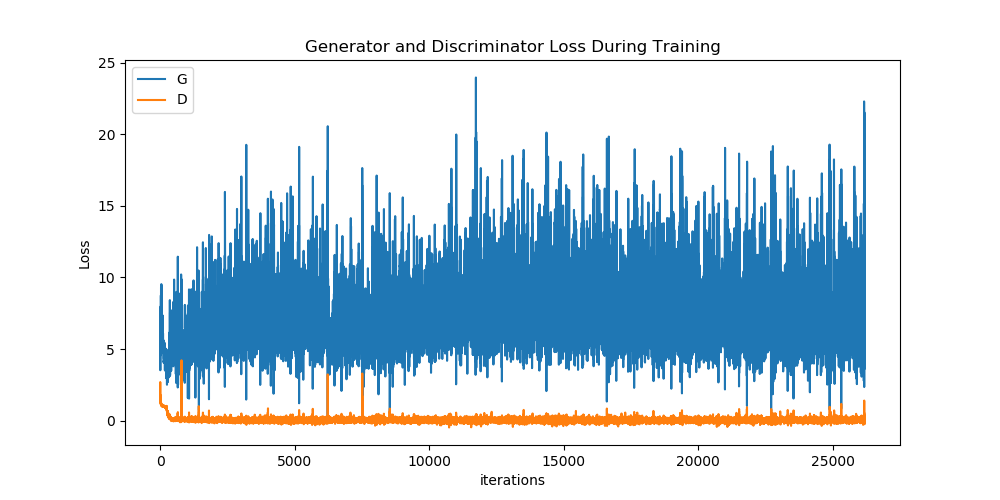 Generator and Discriminator Loss During Training
G
D
Loss
25
20
15
10
5
0
0 5000 10000 15000 20000 25000
iterations